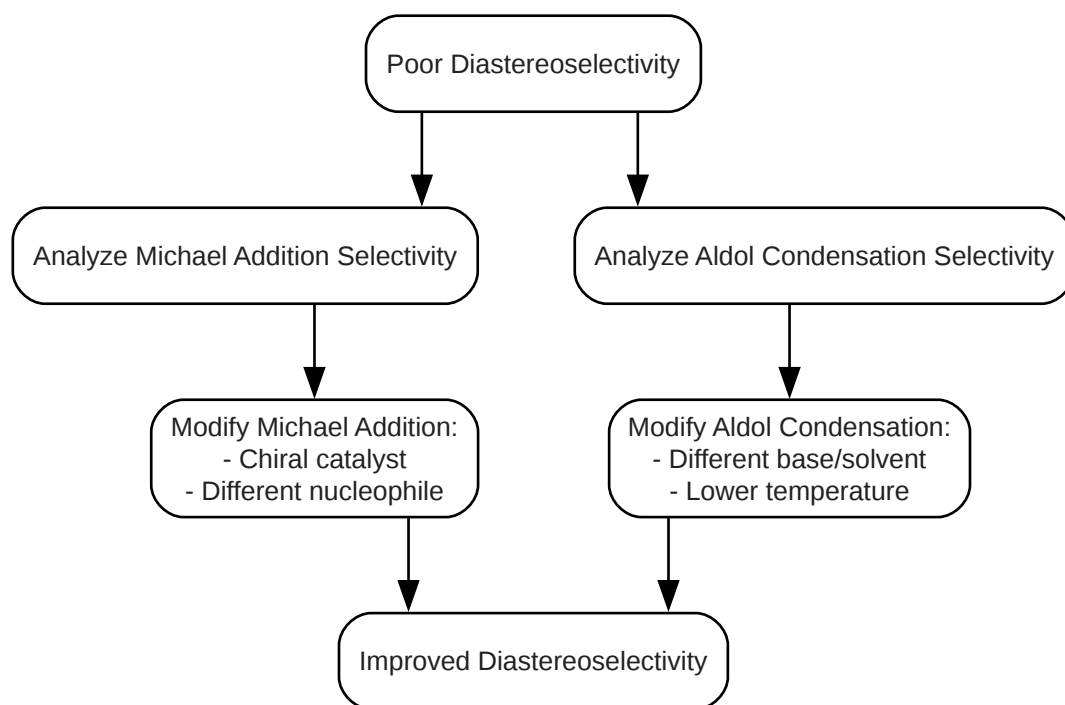 Poor Diastereoselectivity
Analyze Michael Addition Selectivity
Analyze Aldol Condensation Selectivity
Modify Michael Addition:
- Chiral catalyst
- Different nucleophile
Modify Aldol Condensation:
- Different base/solvent
- Lower temperature
Improved Diastereoselectivity